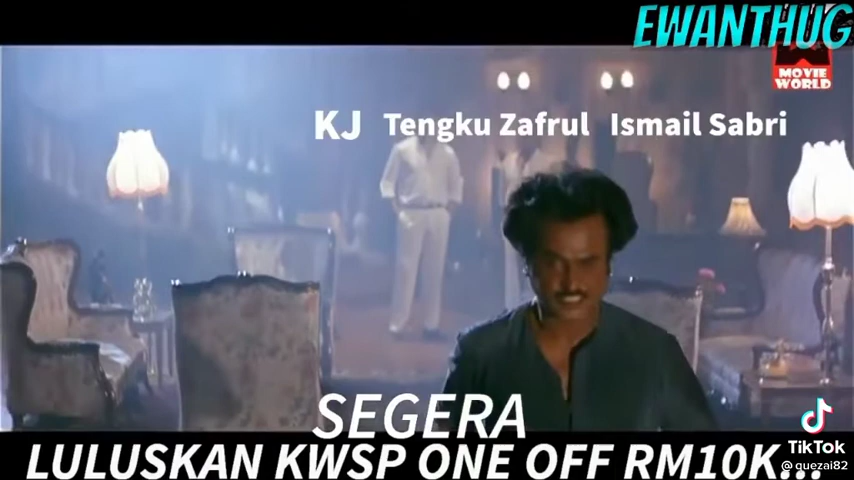 EWANTHUG
MOVIE
WORLD
KJ Tengku Zafrul Ismail Sabri
SEGERA
LULUSKAN KWSP ONE OFF RM10K...
TikTok
@quezai82